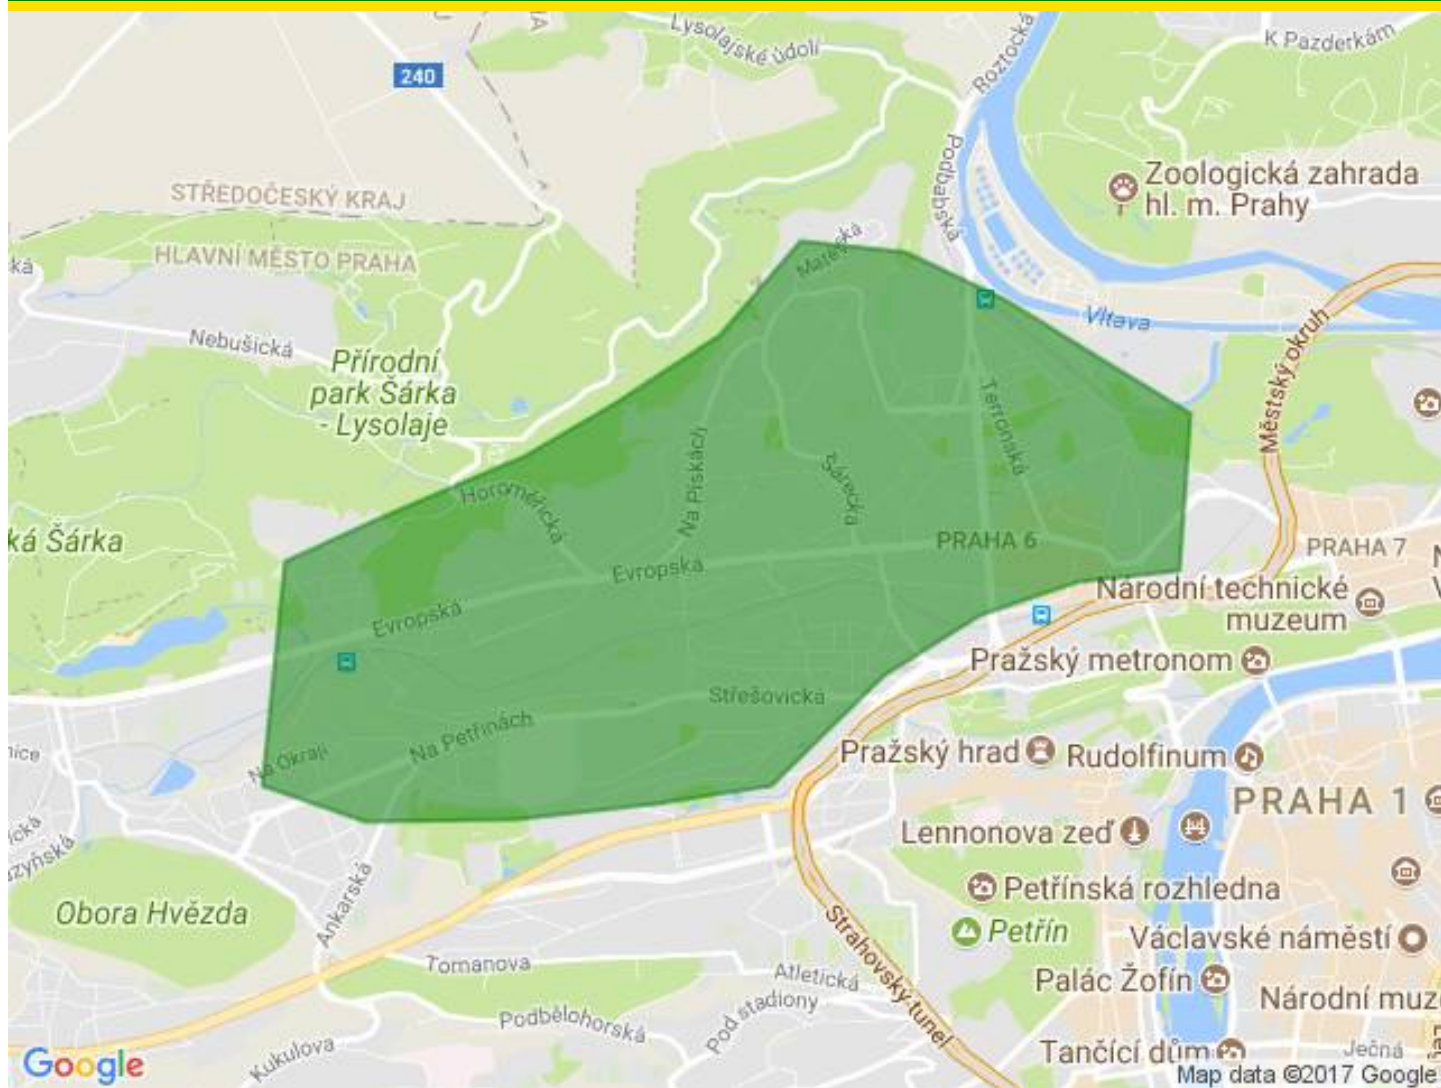 Lysolajské údolí
Roztocká
K Pazderkám
240
Podbabská
Zoologická zahrada
hl. m. Prahy
STŘEDOČESKÝ KRAJ
HLAVNÍ MĚSTO PRAHA
Matějská
Nebušická
Vltava
Městský okruh
Přírodní
park Šárka
- Lysolaje
Terronská
Na Pískách
Šárecká
Horoměřická
ká Šárka
PRAHA 6
PRAHA 7
Evropská
Národní technické
muzeum
Evropská
Pražský metronom
Střešovická
Na Petřinách
Na Okraji
nice
Pražský hrad
Rudolfinum
PRAHA 1
Lennonova zeď
Petřínská rozhledna
Obora Hvězda
Ankarská
Petřín
Václavské náměstí
Strahovský tunel
Tomanova
Atletická
Palác Žofín
Národní muz
Pod stadiony
Podbělohorská
Kukulova
Tančící dům
Ječná
Google
Map data ©2017 Google